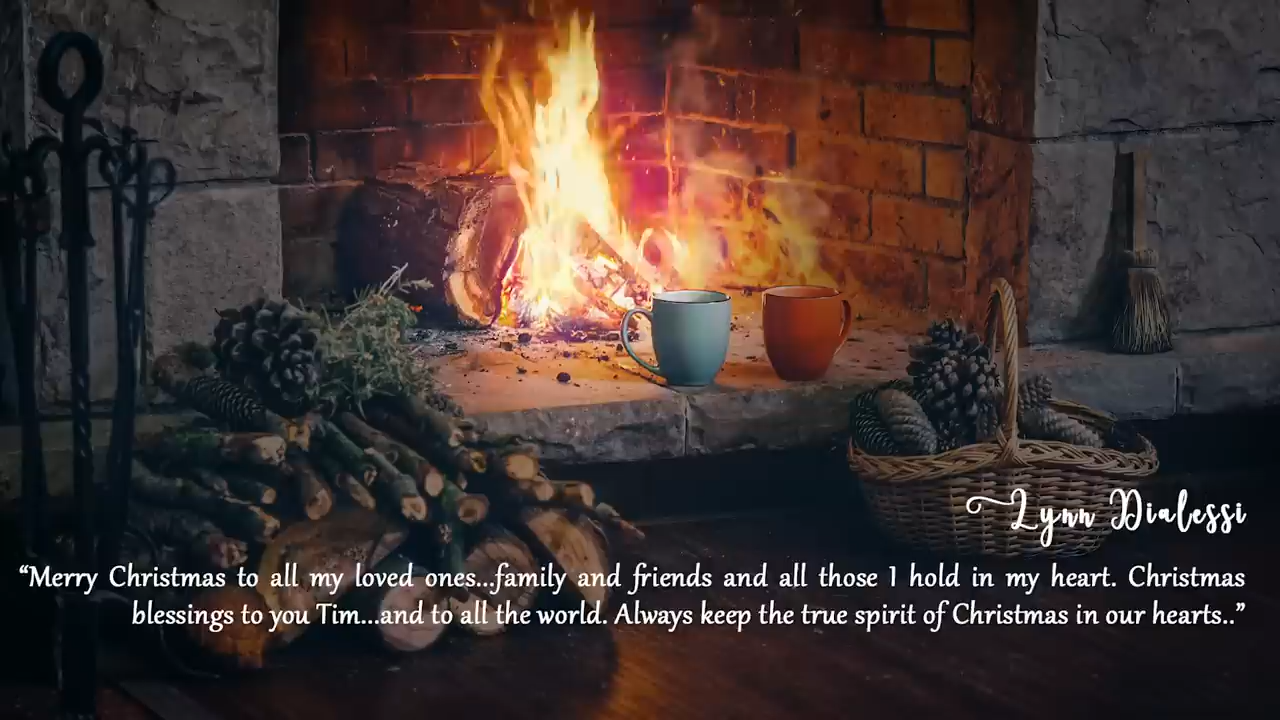 Lynn Dialessi
“Merry Christmas to all my loved ones...family and friends and all those I hold in my heart. Christmas
blessings to you Tim...and to all the world. Always keep the true spirit of Christmas in our hearts..”